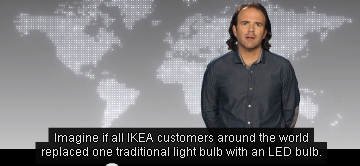 Imagine if all IKEA customers around the world
replaced one traditional light bulb with an LED bulb.